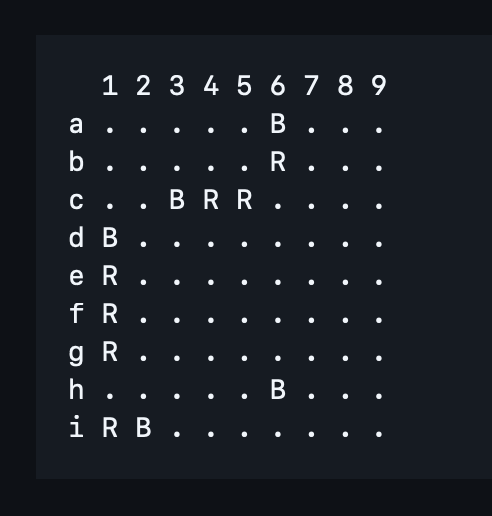 1 2 3 4 5 6 7 8 9
a . . . . . B . . .
b . . . . . R . . .
c . . B R R . . . .
d B . . . . . . . .
e R . . . . . . . .
f R . . . . . . . .
g R . . . . . . . .
h . . . . . B . . .
i R B . . . . . . .